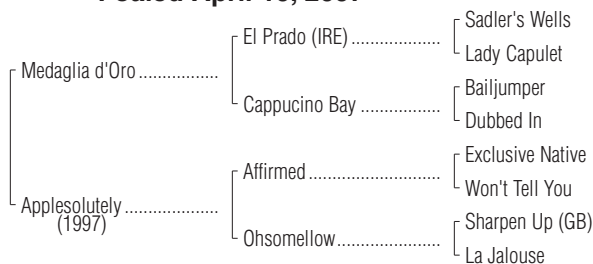 Sadler's Wells
El Prado (IRE)
Lady Capulet
Medaglia d'Oro
Bailjumper
Cappucino Bay
Dubbed In
Exclusive Native
Affirmed
Won't Tell You
Applesolutely
(1997)
Sharpen Up (GB)
Ohsomellow
La Jalouse